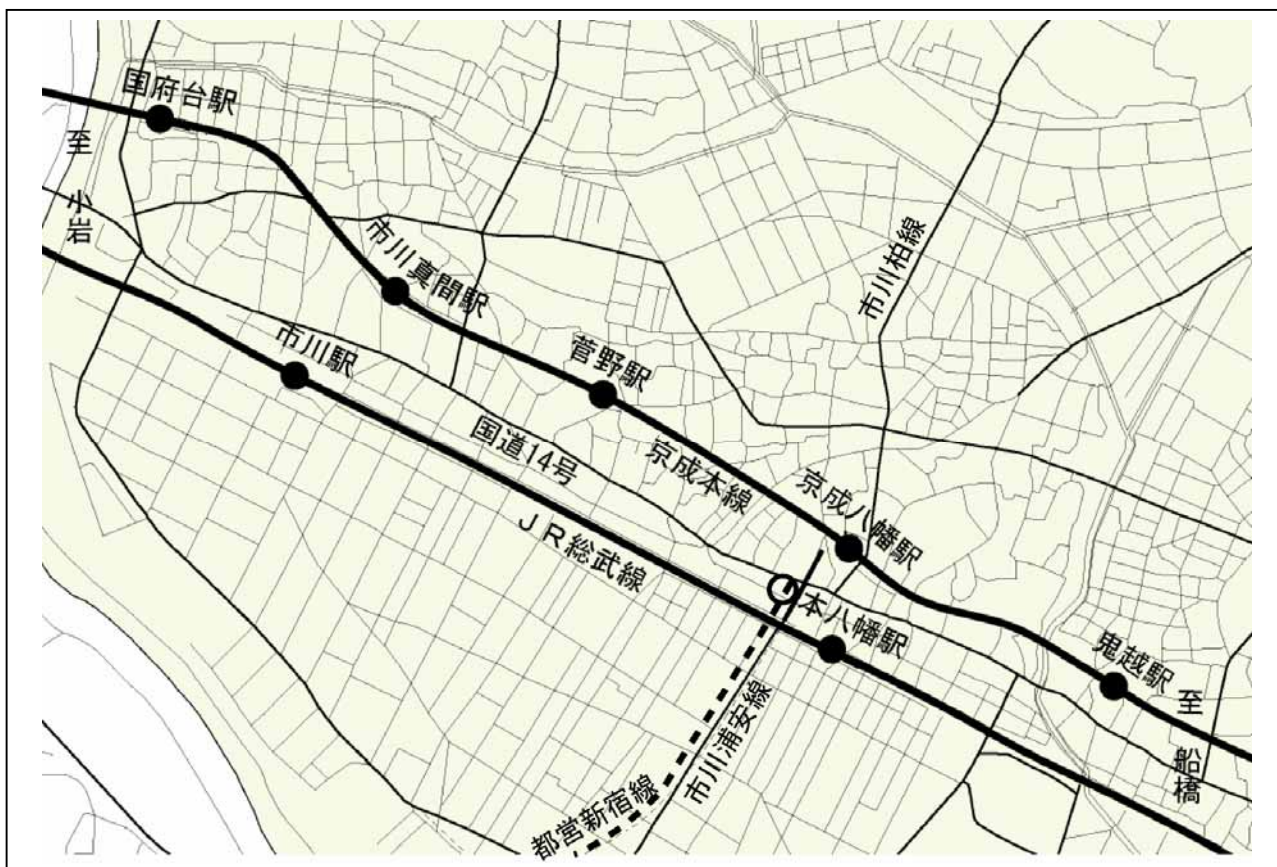 国府台駅
至小岩
市川真間駅
市川柏線
市川駅
菅野駅
国道14号
京成本線
京成八幡駅
JR総武線
本八幡駅
鬼越駅
至船橋
市川浦安線
都営新宿線